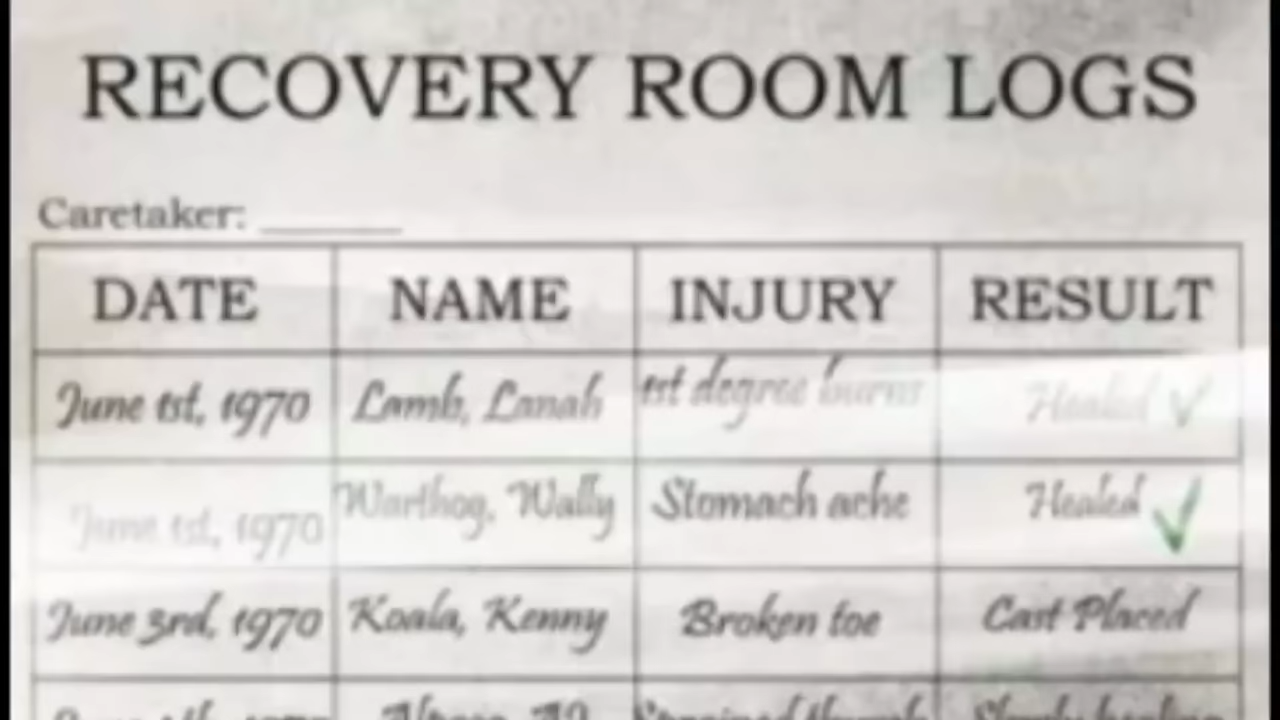 RECOVERY ROOM LOGS
Caretaker: ______
DATE NAME INJURY RESULT
June 1st, 1970 Lamb, Lanah 1st degree burns Healed ✓
June 1st, 1970 Warthog, Wally Stomach ache Healed ✓
June 3rd, 1970 Koala, Kenny Broken toe Cast Placed